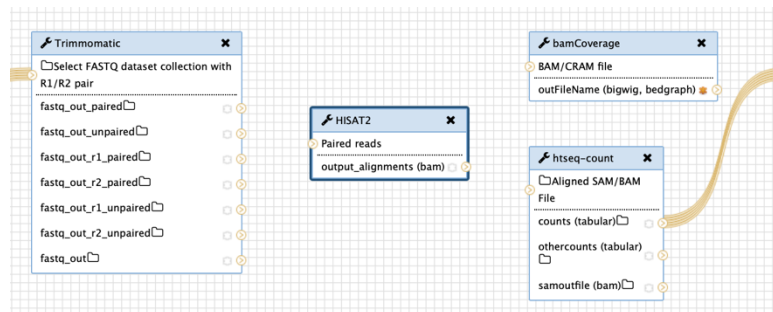 Trimmomatic
Select FASTQ dataset collection with
R1/R2 pair
fastq_out_paired
fastq_out_unpaired
fastq_out_r1_paired
fastq_out_r2_paired
fastq_out_r1_unpaired
fastq_out_r2_unpaired
fastq_out
HISAT2
Paired reads
output_alignments (bam)
bamCoverage
BAM/CRAM file
outFileName (bigwig, bedgraph)
htseq-count
Aligned SAM/BAM
File
counts (tabular)
othercounts (tabular)
samoutfile (bam)